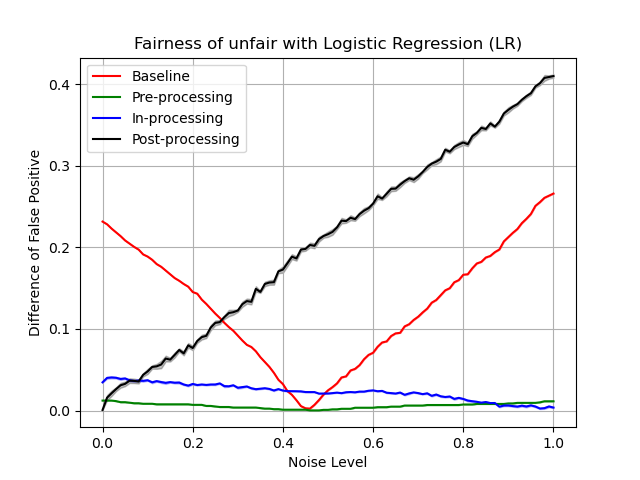 Fairness of unfair with Logistic Regression (LR)
Baseline
Pre-processing
In-processing
Post-processing
Difference of False Positive
0.4
0.3
0.2
0.1
0.0
0.0 0.2 0.4 0.6 0.8 1.0
Noise Level